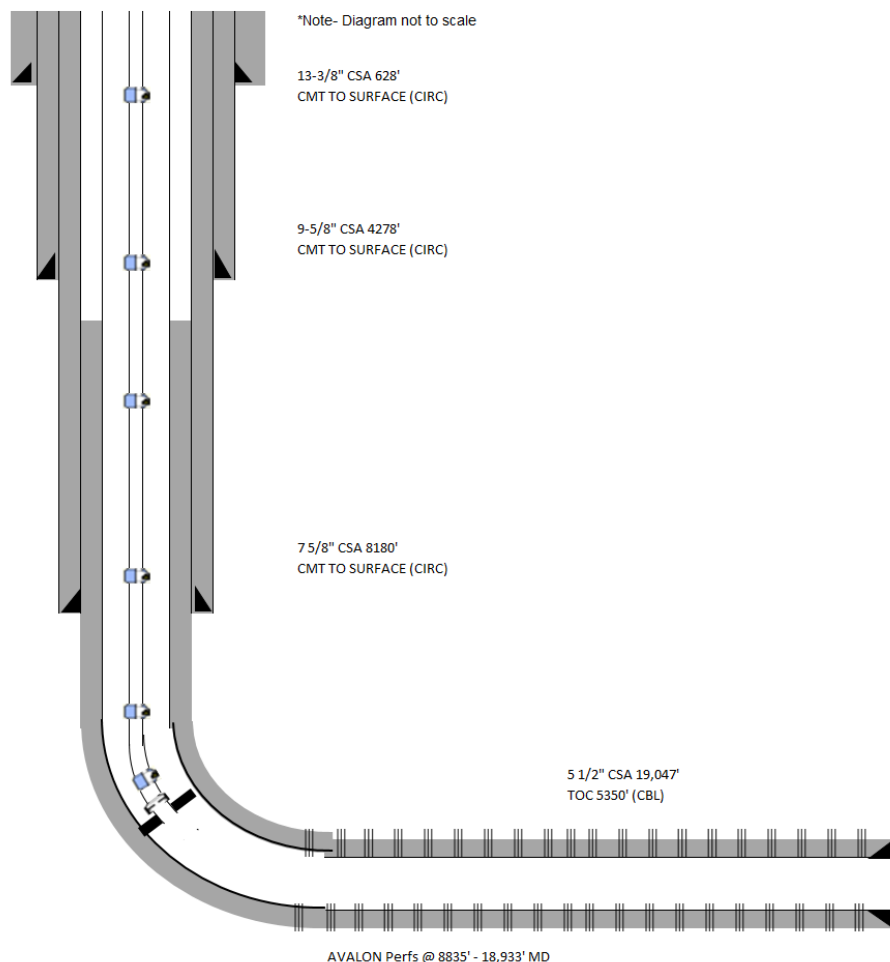 *Note- Diagram not to scale
13-3/8" CSA 628'
CMT TO SURFACE (CIRC)
9-5/8" CSA 4278'
CMT TO SURFACE (CIRC)
7 5/8" CSA 8180'
CMT TO SURFACE (CIRC)
5 1/2" CSA 19,047'
TOC 5350' (CBL)
AVALON Perfs @ 8835' - 18,933' MD